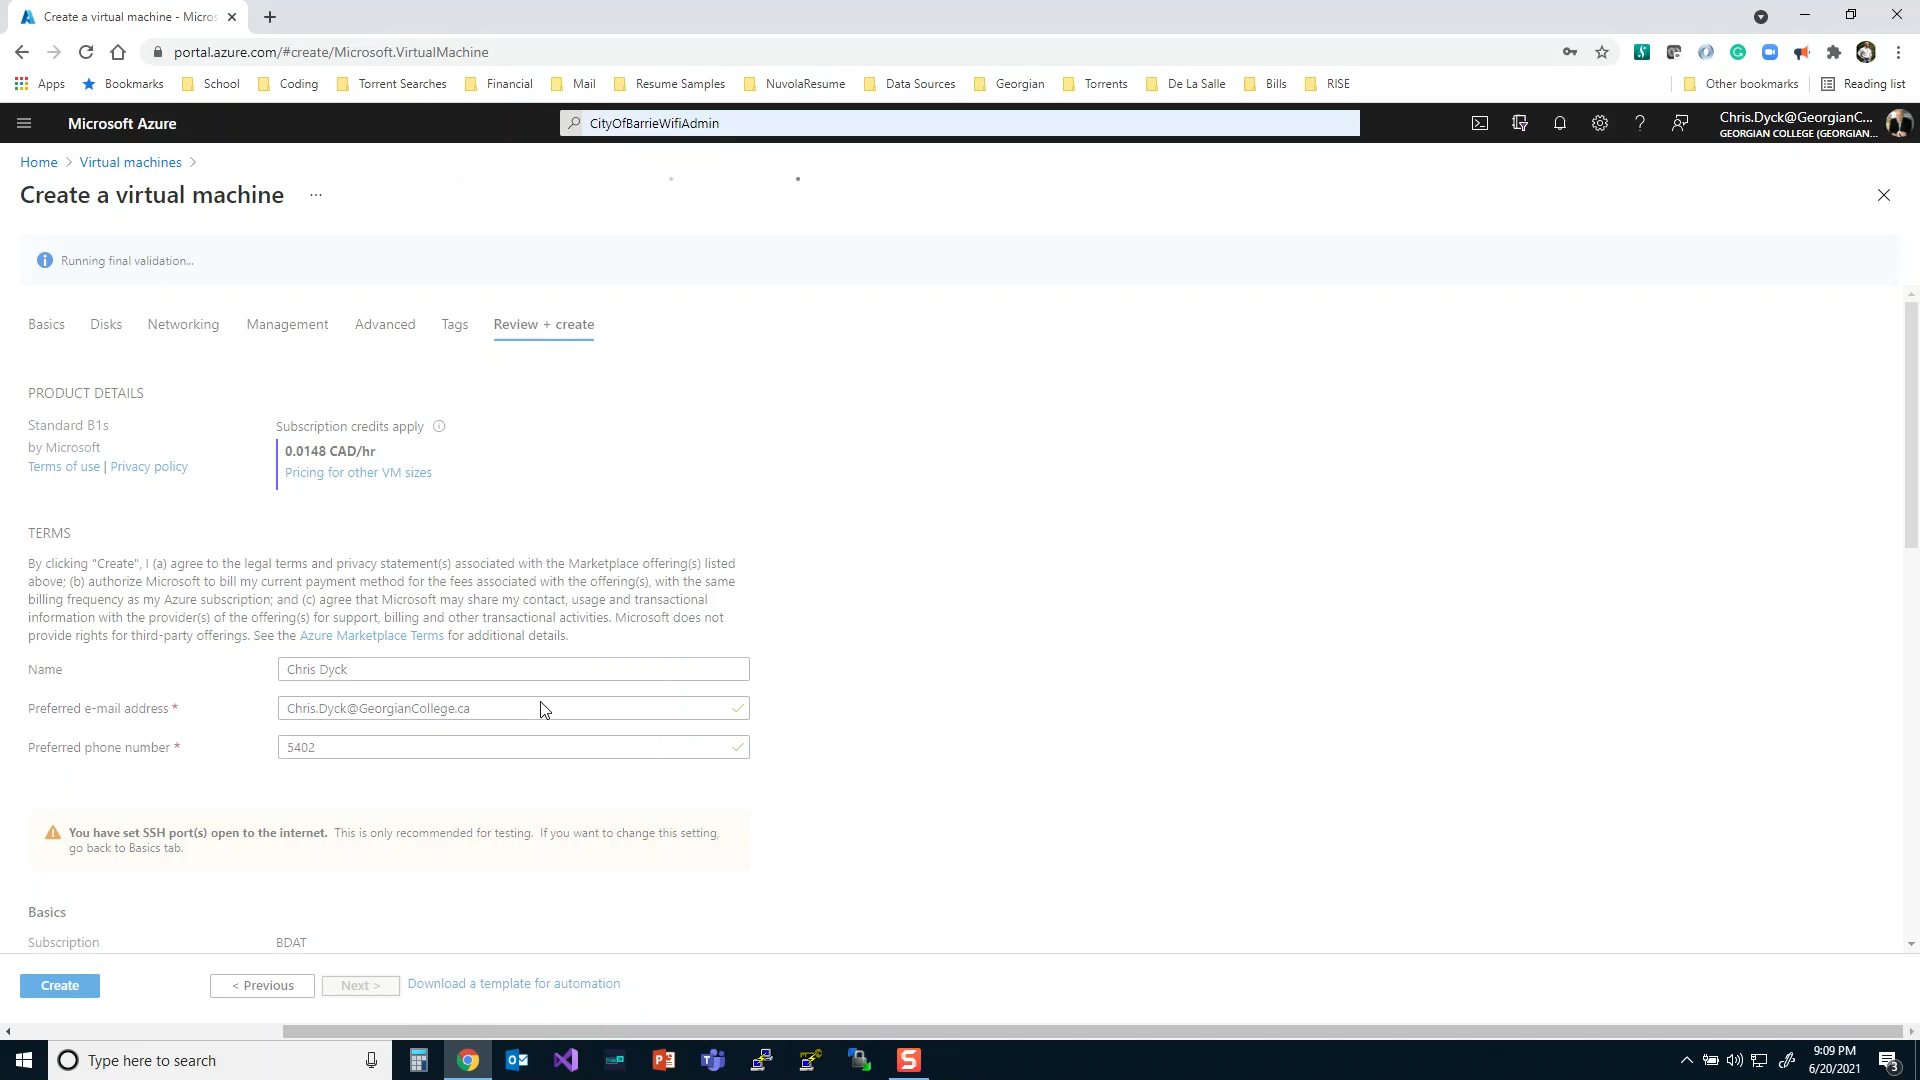 Create a virtual machine - Micros
portal.azure.com/#create/Microsoft.VirtualMachine
Apps Bookmarks School Coding Torrent Searches Financial Mail Resume Samples NuvolaResume Data Sources Georgian Torrents De La Salle Bills RISE Other bookmarks Reading list
Microsoft Azure CityOfBarrieWifiAdmin Chris.Dyck@GeorgianC...
GEORGIAN COLLEGE (GEORGIAN...
Home > Virtual machines >
Create a virtual machine ...
Running final validation...
Basics Disks Networking Management Advanced Tags Review + create
PRODUCT DETAILS
Standard B1s Subscription credits apply
by Microsoft 0.0148 CAD/hr
Terms of use | Privacy policy Pricing for other VM sizes
TERMS
By clicking "Create", I (a) agree to the legal terms and privacy statement(s) associated with the Marketplace offering(s) listed
above; (b) authorize Microsoft to bill my current payment method for the fees associated with the offering(s), with the same
billing frequency as my Azure subscription; and (c) agree that Microsoft may share my contact, usage and transactional
information with the provider(s) of the offering(s) for support, billing and other transactional activities. Microsoft does not
provide rights for third-party offerings. See the Azure Marketplace Terms for additional details.
Name Chris Dyck
Preferred e-mail address * Chris.Dyck@GeorgianCollege.ca
Preferred phone number * 5402
You have set SSH port(s) open to the internet. This is only recommended for testing. If you want to change this setting,
go back to Basics tab.
Basics
Subscription BDAT
Create < Previous Next > Download a template for automation
Type here to search
9:09 PM
6/20/2021
3